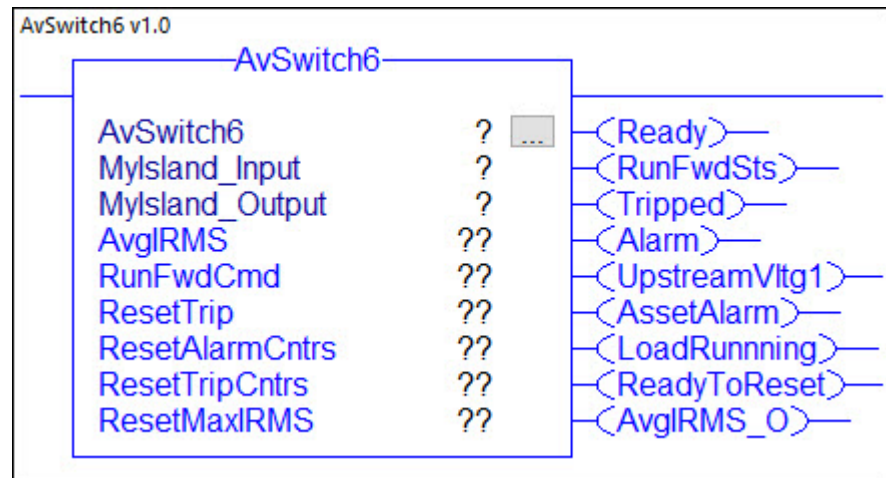 AvSwitch6 v1.0
AvSwitch6
AvSwitch6 ? ... Ready
MyIsland_Input ? RunFwdSts
MyIsland_Output ? Tripped
AvgIRMS ?? Alarm
RunFwdCmd ?? UpstreamVltg1
ResetTrip ?? AssetAlarm
ResetAlarmCntrs ?? LoadRunnning
ResetTripCntrs ?? ReadyToReset
ResetMaxIRMS ?? AvgIRMS_O